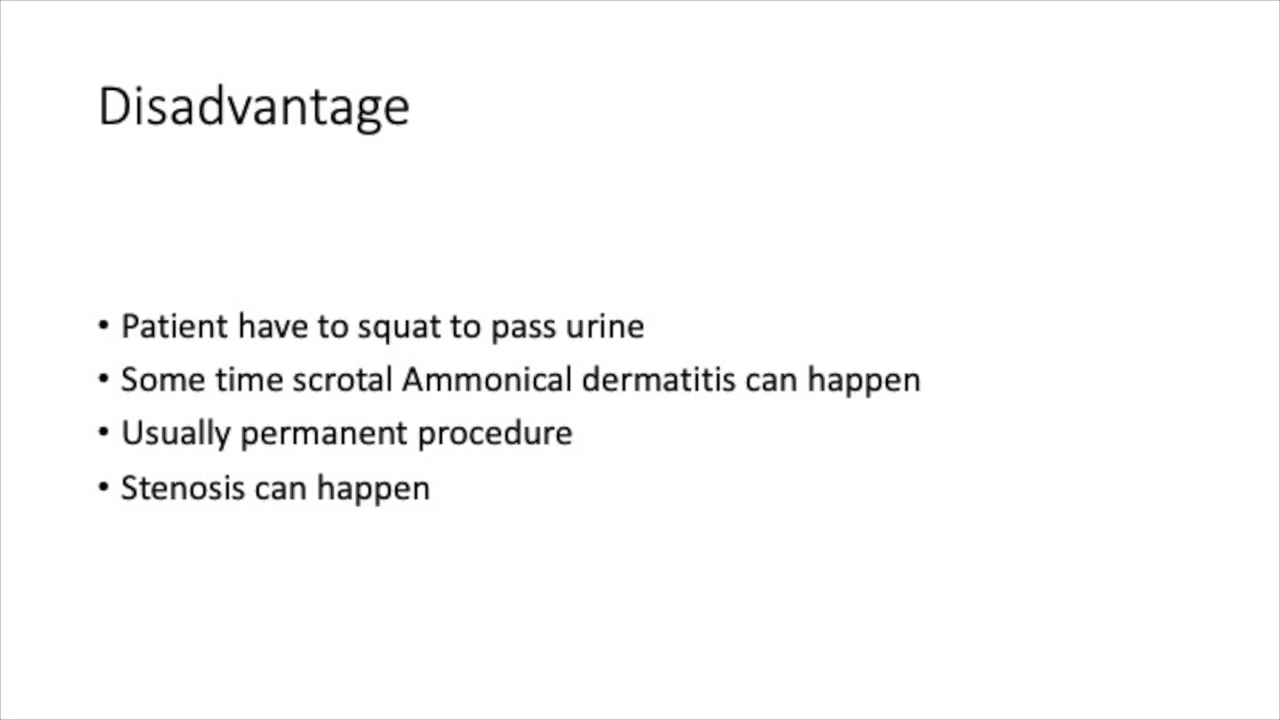 Disadvantage
• Patient have to squat to pass urine
• Some time scrotal Ammonical dermatitis can happen
• Usually permanent procedure
• Stenosis can happen